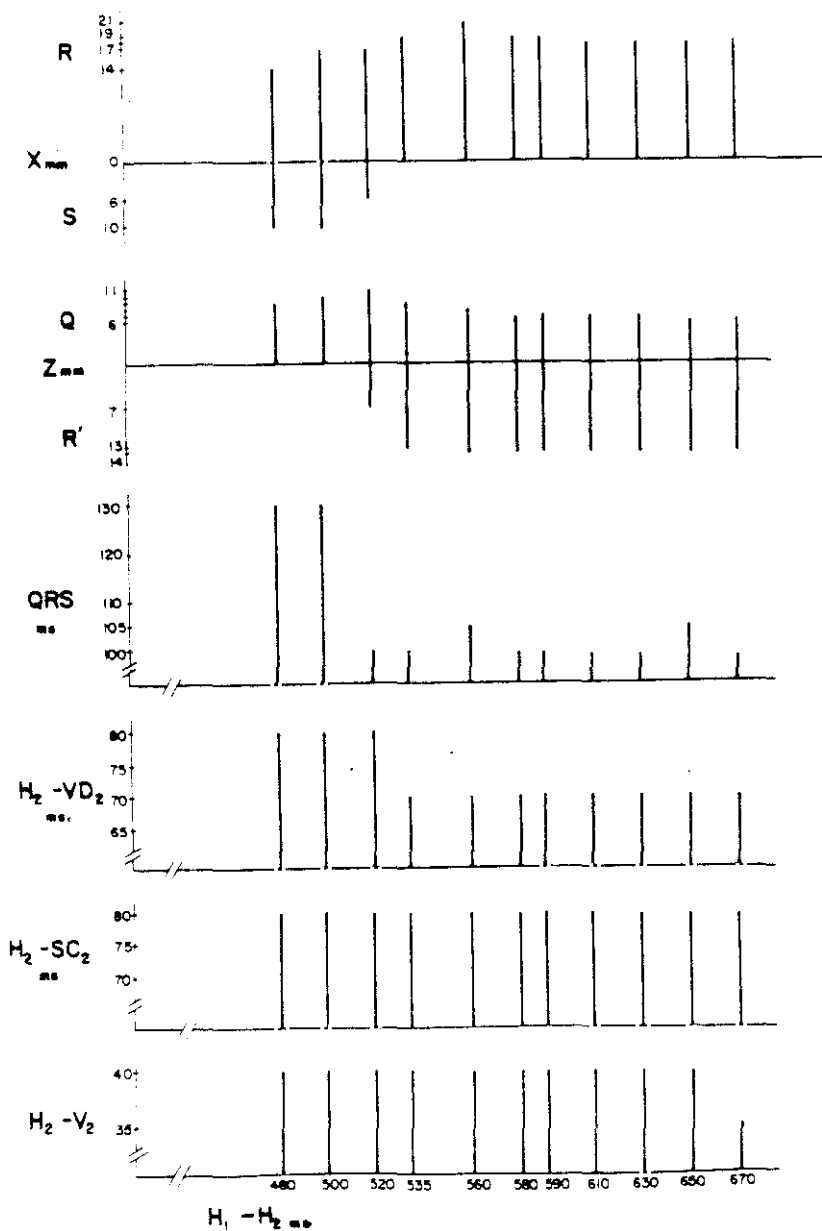 R
21
19
17
14
X mm
0
S
6
10
Q
11
6
Z mm
R'
7
13
14
QRS
ms
130
120
110
105
100
H₂ -VD₂
ms.
80
75
70
65
H₂ -SC₂
ms
80
75
70
H₂ -V₂
40
35
480 500 520 535 560 580 590 610 630 650 670
H₁ - H₂ ms